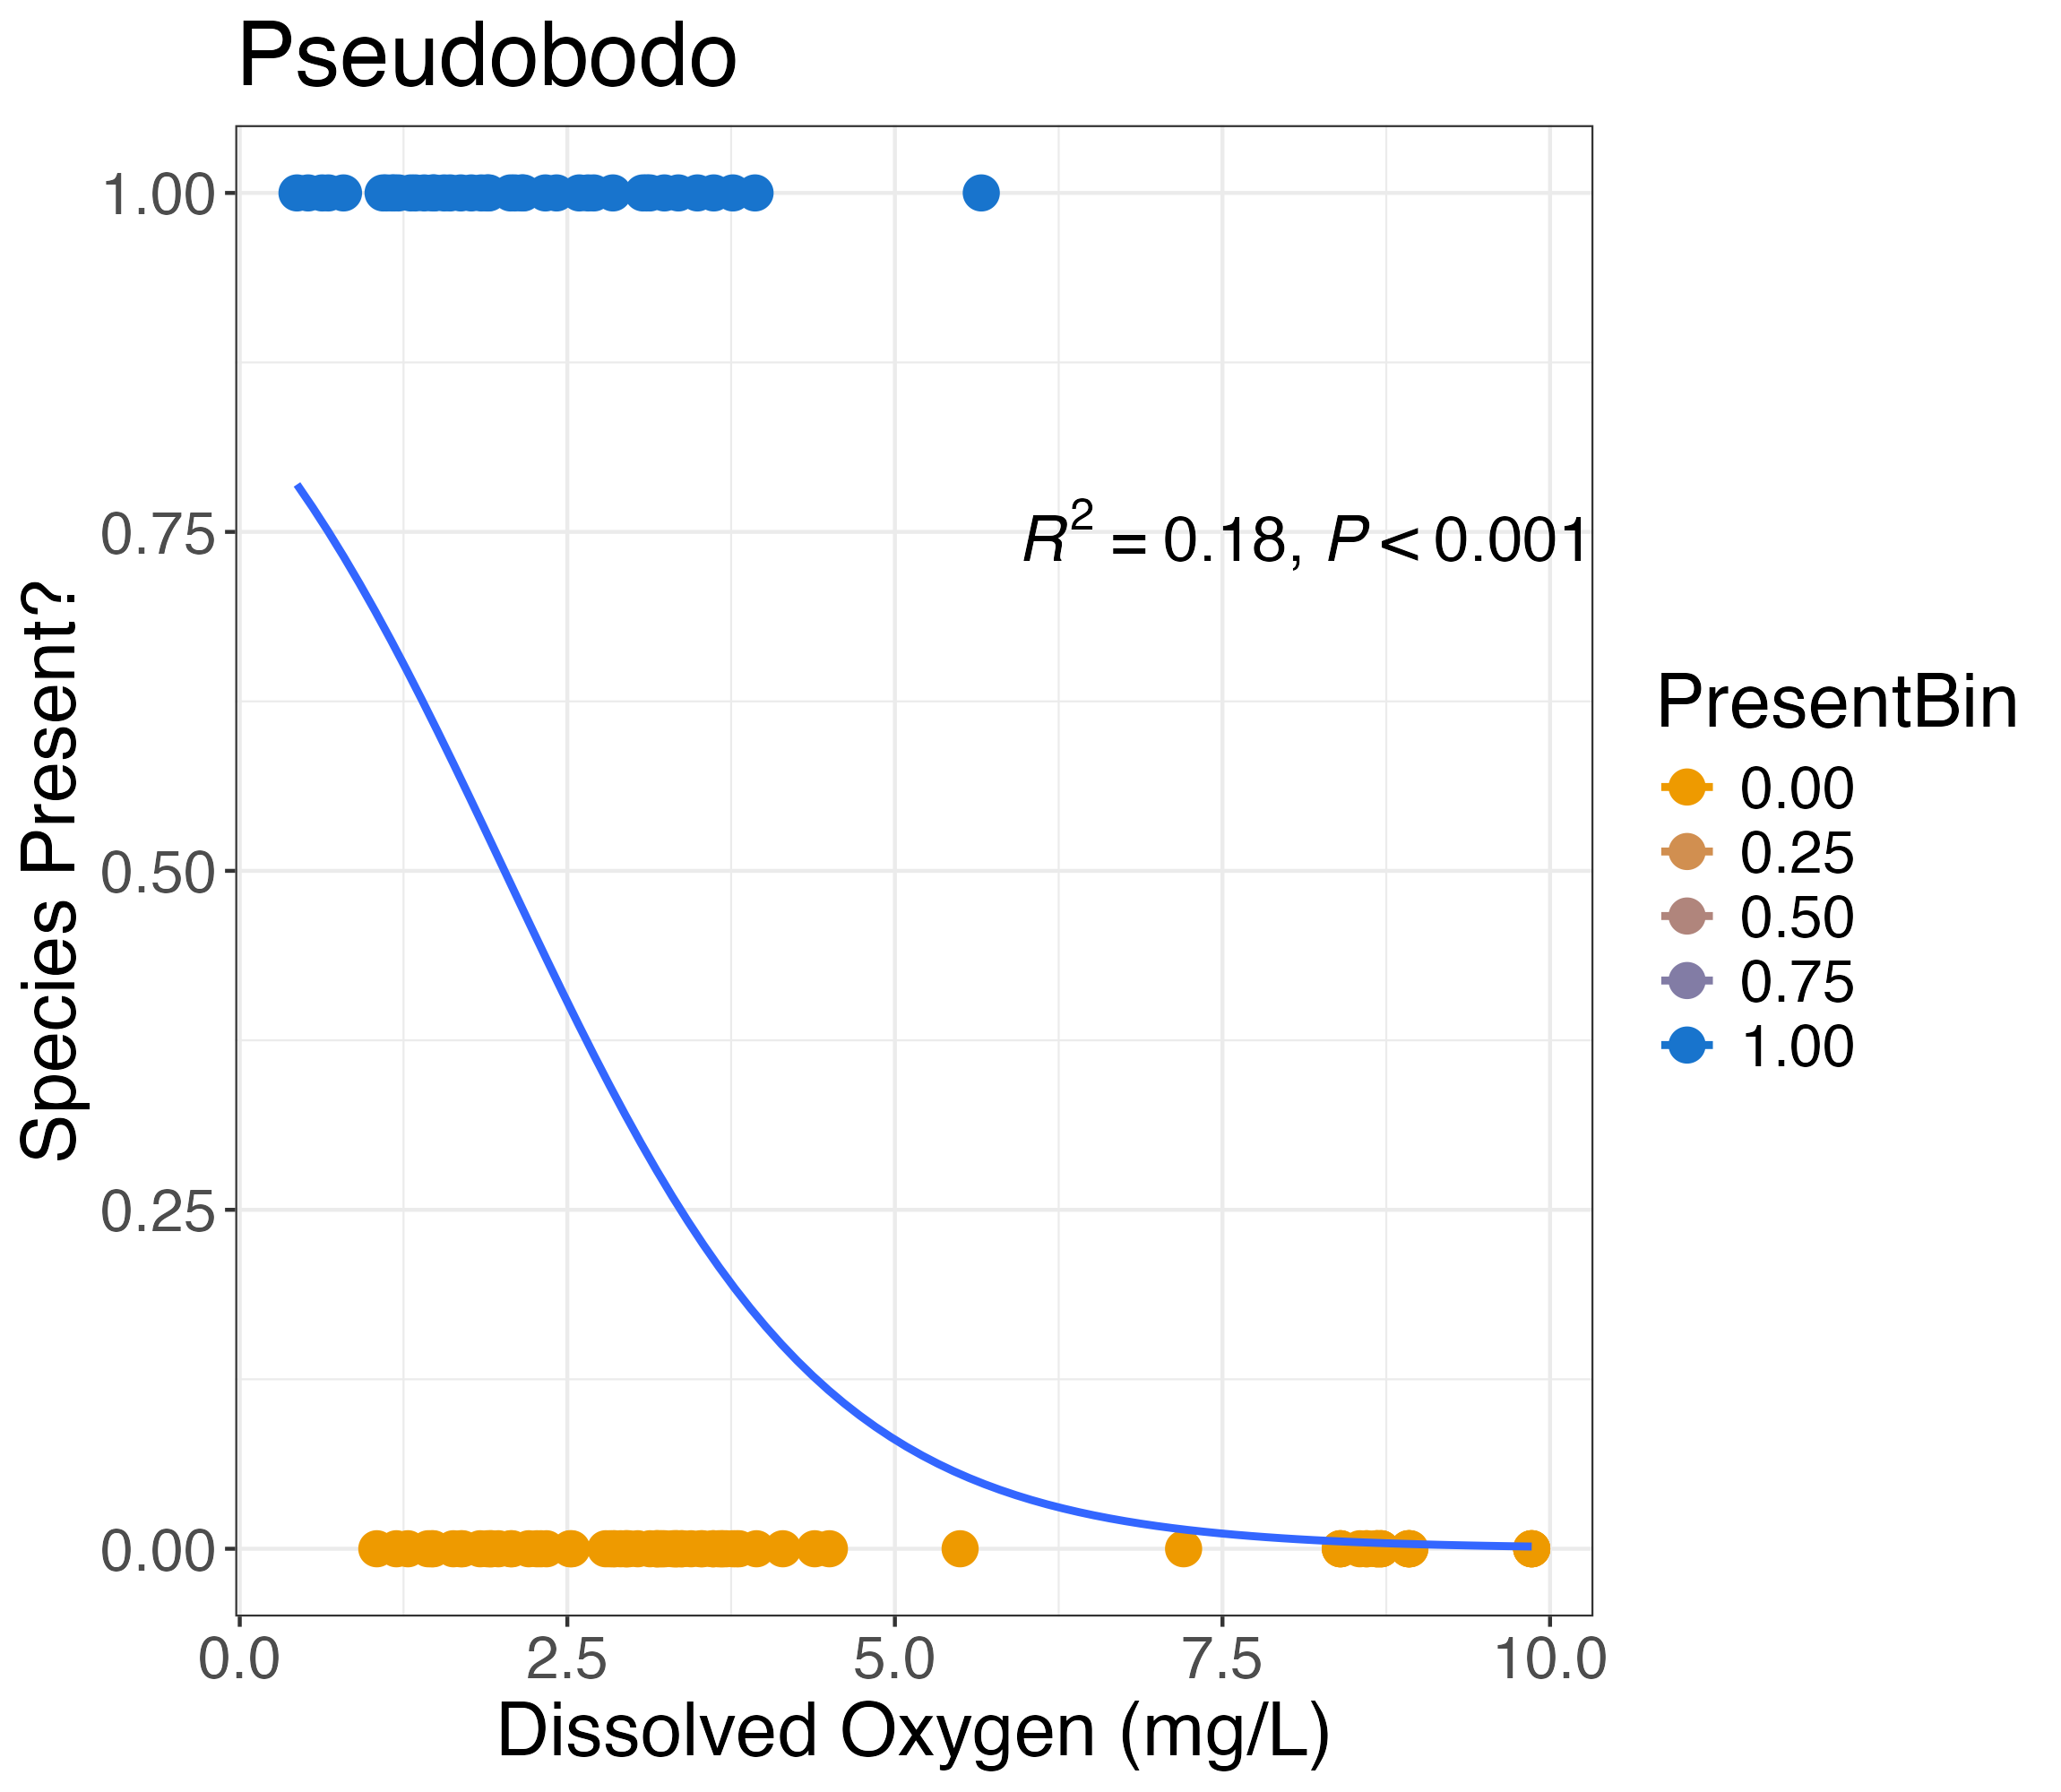 Pseudobodo
1.00
0.75
0.50
0.25
0.00
Species Present?
R² = 0.18, P < 0.001
0.0 2.5 5.0 7.5 10.0
Dissolved Oxygen (mg/L)
PresentBin
0.00
0.25
0.50
0.75
1.00